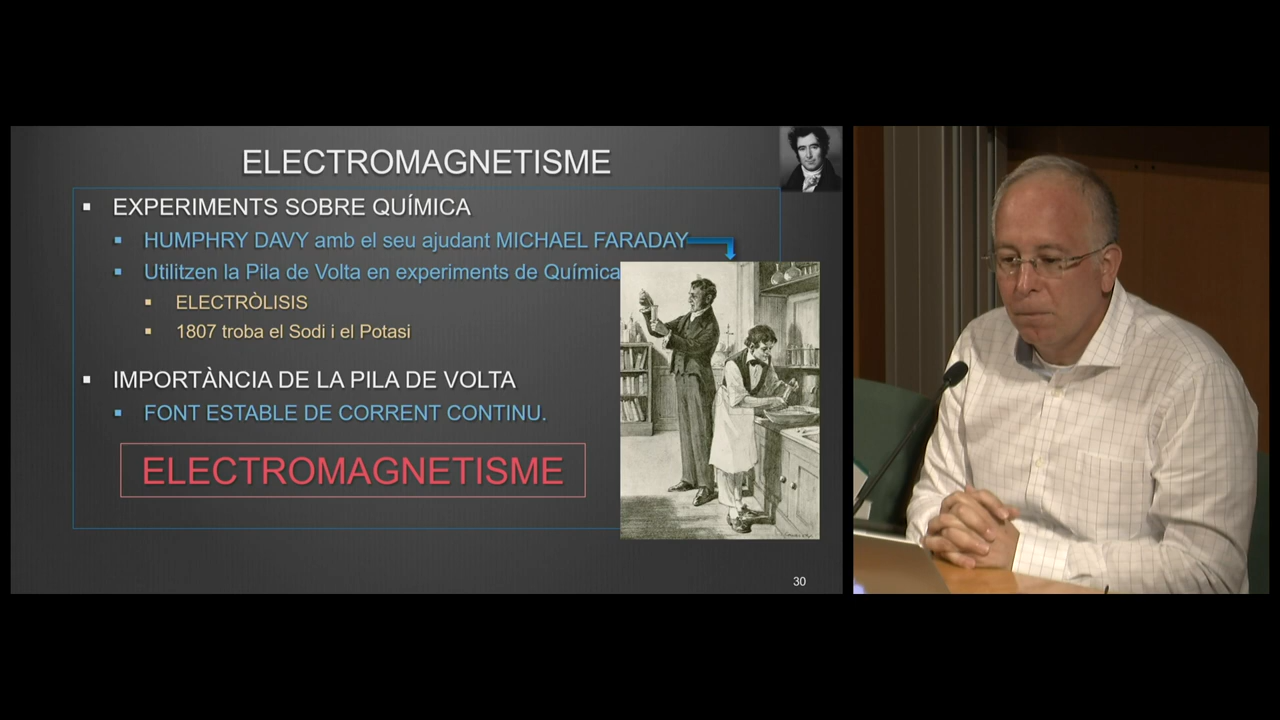 ELECTROMAGNETISME
EXPERIMENTS SOBRE QUÍMICA
HUMPHRY DAVY amb el seu ajudant MICHAEL FARADAY
Utilitzen la Pila de Volta en experiments de Química
ELECTRÒLISIS
1807 troba el Sodi i el Potasi
IMPORTÀNCIA DE LA PILA DE VOLTA
FONT ESTABLE DE CORRENT CONTINU.
ELECTROMAGNETISME
30